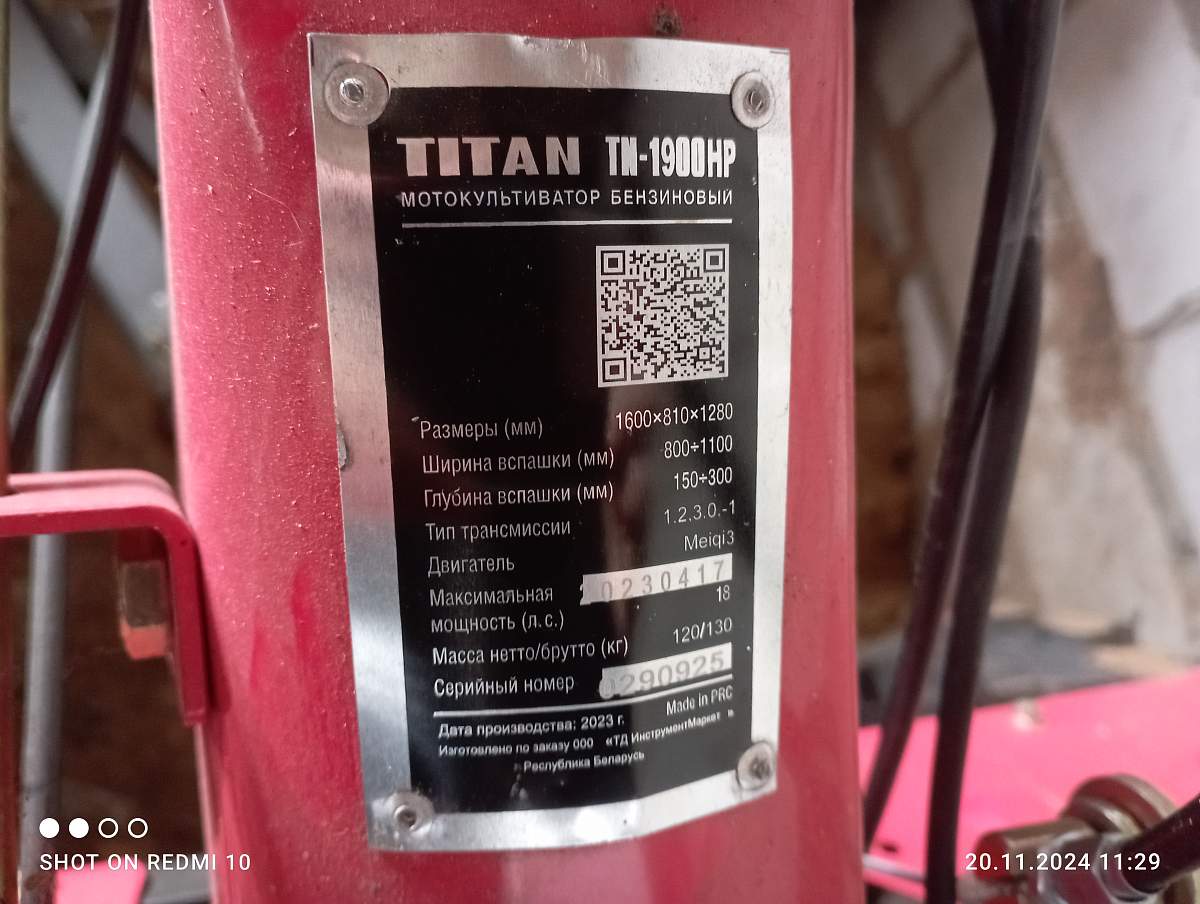 TITAN TN-1900HP
МОТОКУЛЬТИВАТОР БЕНЗИНОВЫЙ
Размеры (мм) 1600×810×1280
Ширина вспашки (мм) 800÷1100
Глубина вспашки (мм) 150÷300
Тип трансмиссии 1.2.3.0.-1
Двигатель Meiqi3
20230417
Максимальная
мощность (л.с.) 18
Масса нетто/брутто (кг) 120/130
Серийный номер 0290925
Made in PRC
Дата производства: 2023 г.
Изготовлено по заказу ООО «ТД ИнструментМаркет»
Республика Беларусь
SHOT ON REDMI 10
20.11.2024 11:29